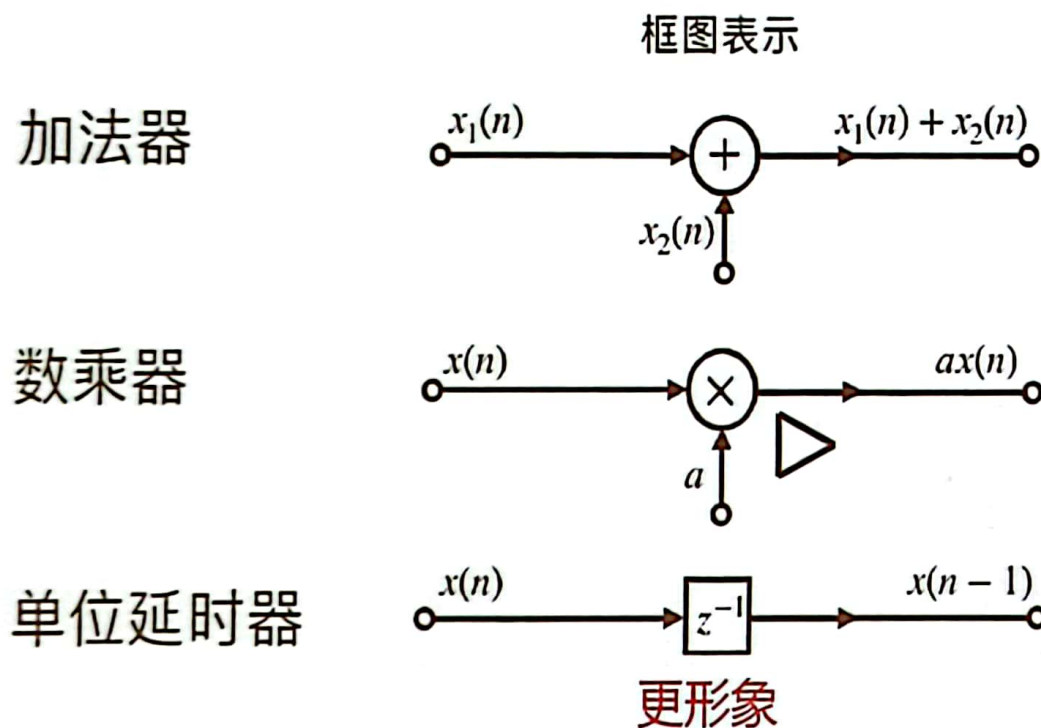 框图表示
加法器
x₁(n)
+
x₁(n) + x₂(n)
x₂(n)
数乘器
x(n)
×
ax(n)
a
单位延时器
x(n)
z⁻¹
x(n − 1)
更形象